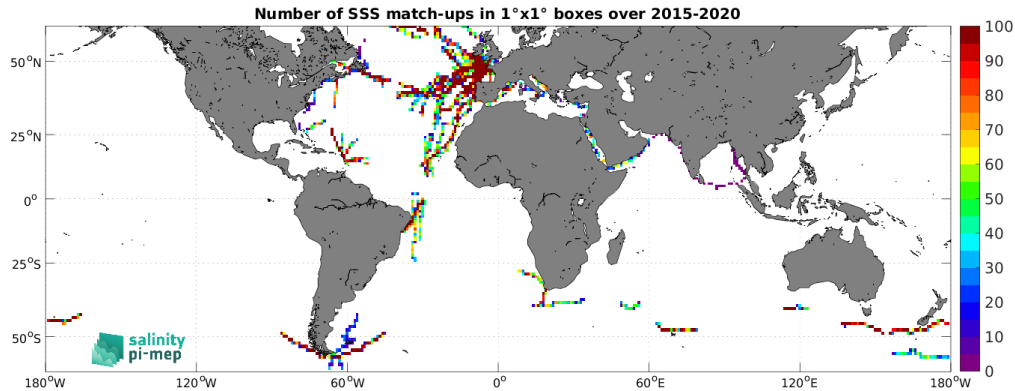 Number of SSS match-ups in 1°x1° boxes over 2015-2020
50°N
25°N
0°
25°S
50°S
180°W
120°W
60°W
0°
60°E
120°E
180°W
100
90
80
70
60
50
40
30
20
10
0
salinity
pi-mep